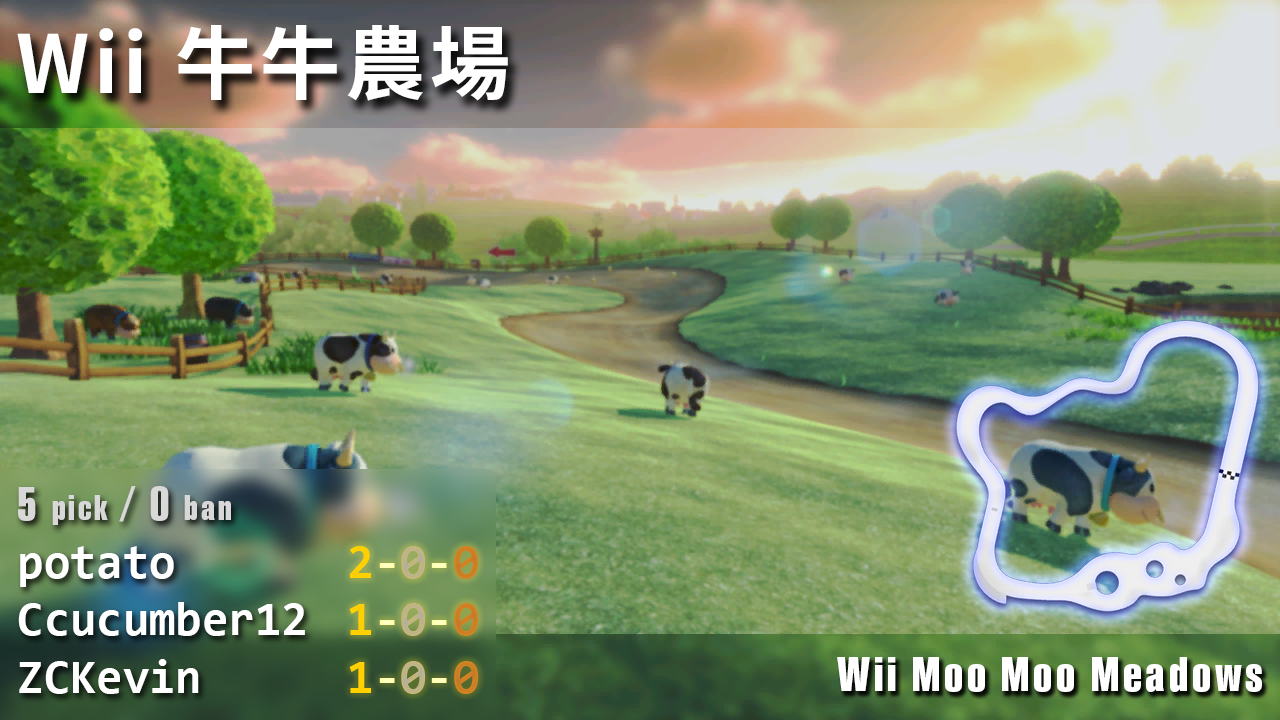 Wii 牛牛農場
5 pick / 0 ban
potato 2-0-0
Ccucumber12 1-0-0
ZCKevin 1-0-0
Wii Moo Moo Meadows